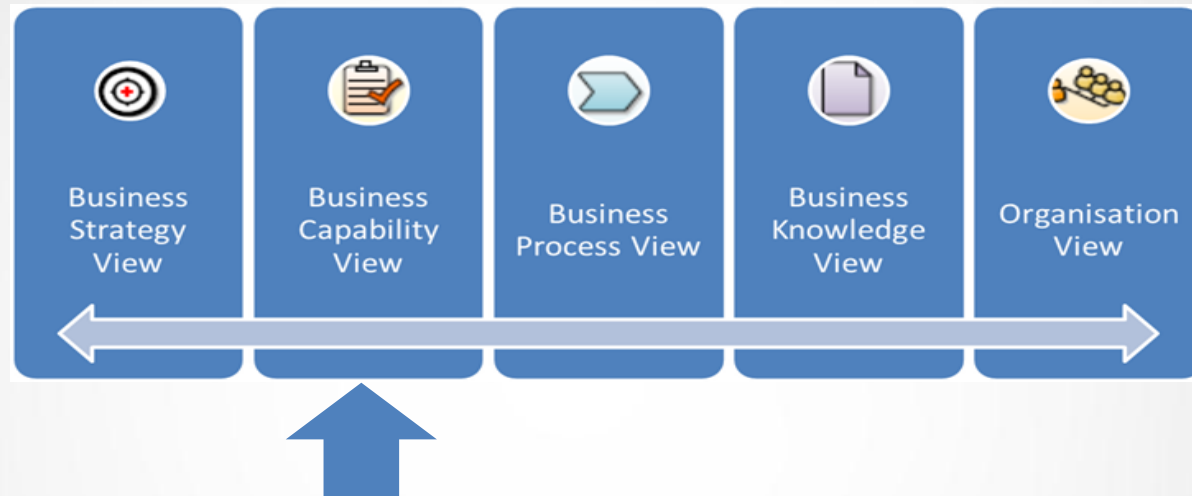 Business
Strategy
View
Business
Capability
View
Business
Process View
Business
Knowledge
View
Organisation
View